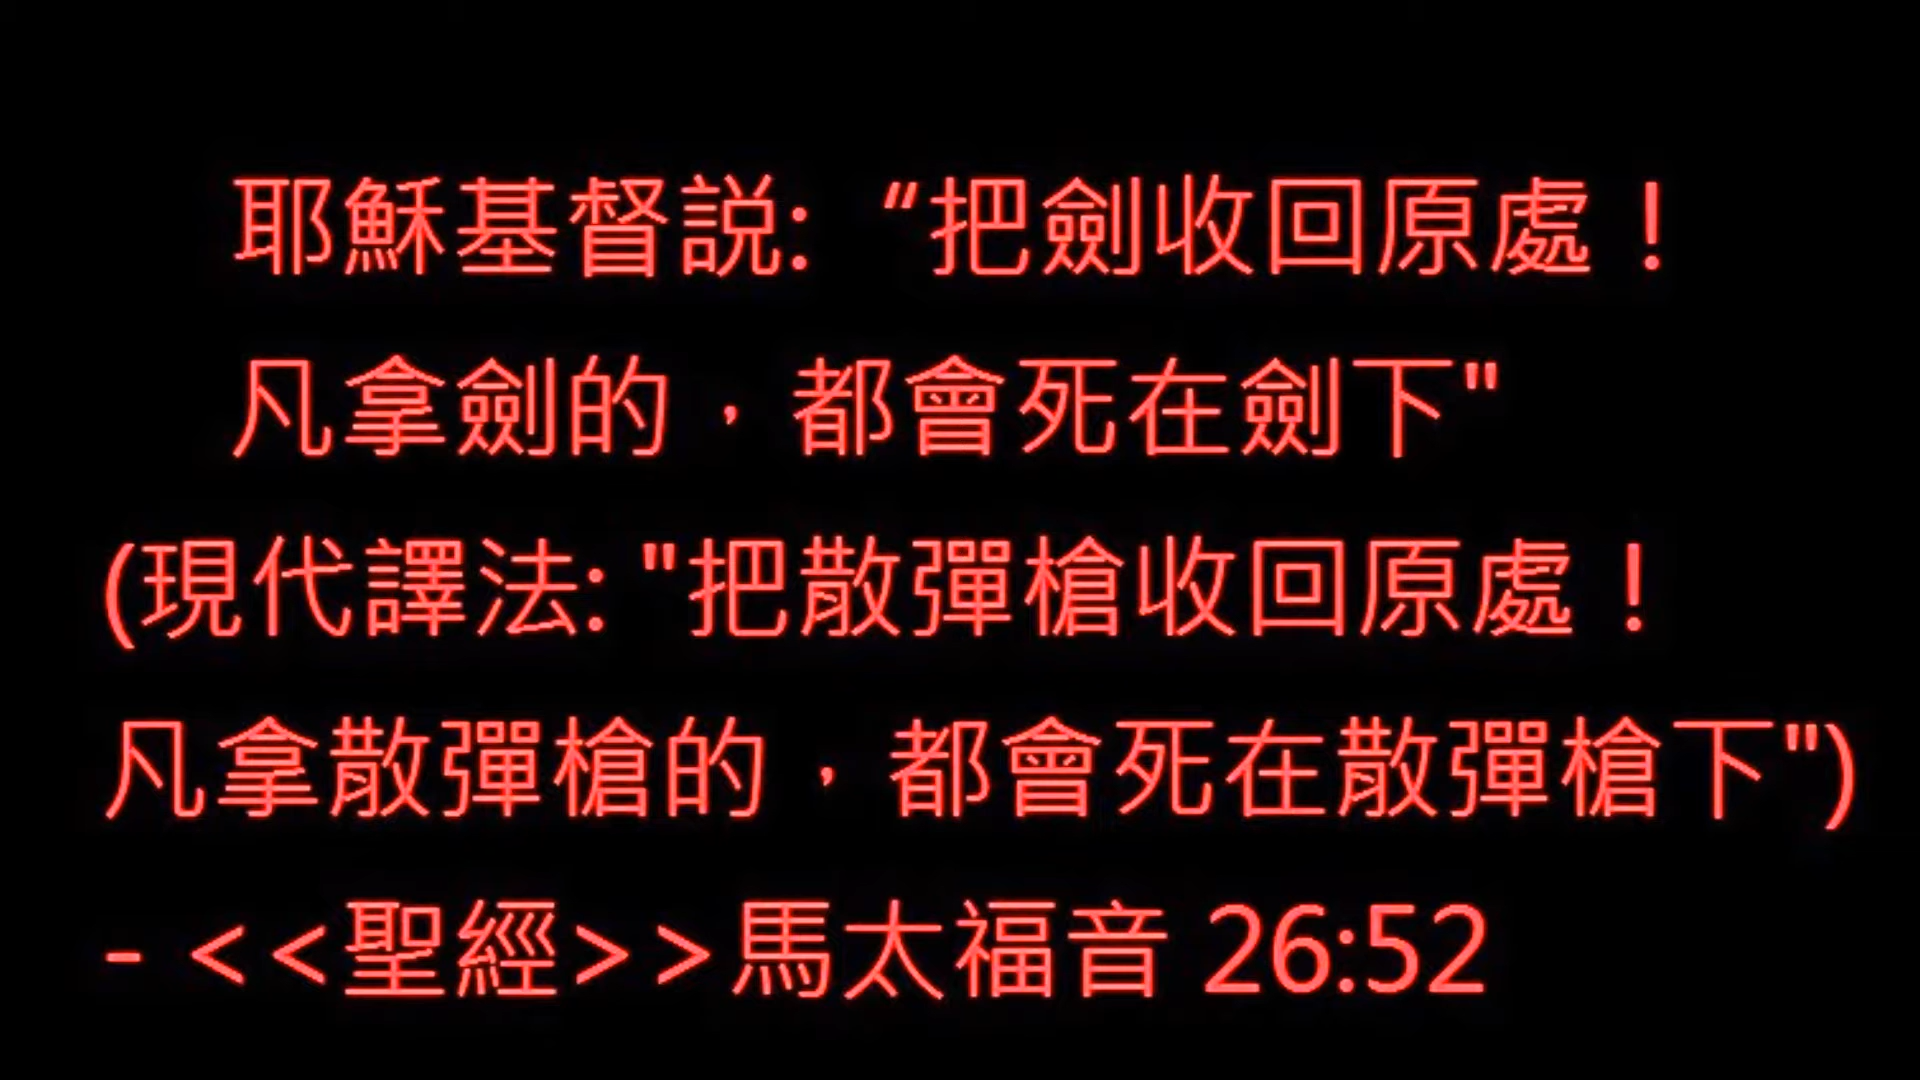 耶穌基督説: “把劍收回原處！
凡拿劍的，都會死在劍下"
(現代譯法: "把散彈槍收回原處！
凡拿散彈槍的，都會死在散彈槍下")
- <<聖經>>馬太福音 26:52